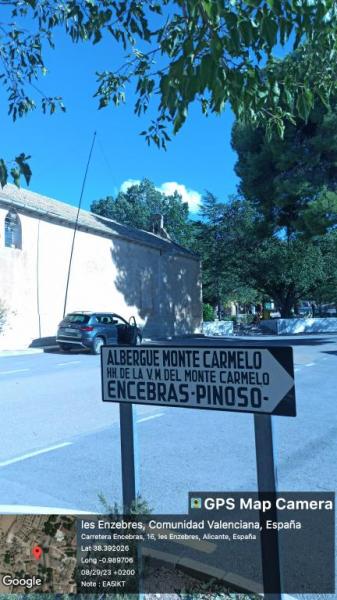 ALBERGUE MONTE CARMELO
HH. DE LA V.M DEL MONTE CARMELO
ENCEBRAS-PINOSO-
GPS Map Camera
les Enzebres, Comunidad Valenciana, España
Carretera Encebras, 16, les Enzebres, Alicante, España
Lat 38.392026
Long -0.989706
08/29/23 +0200
Note : EA5IKT
Google